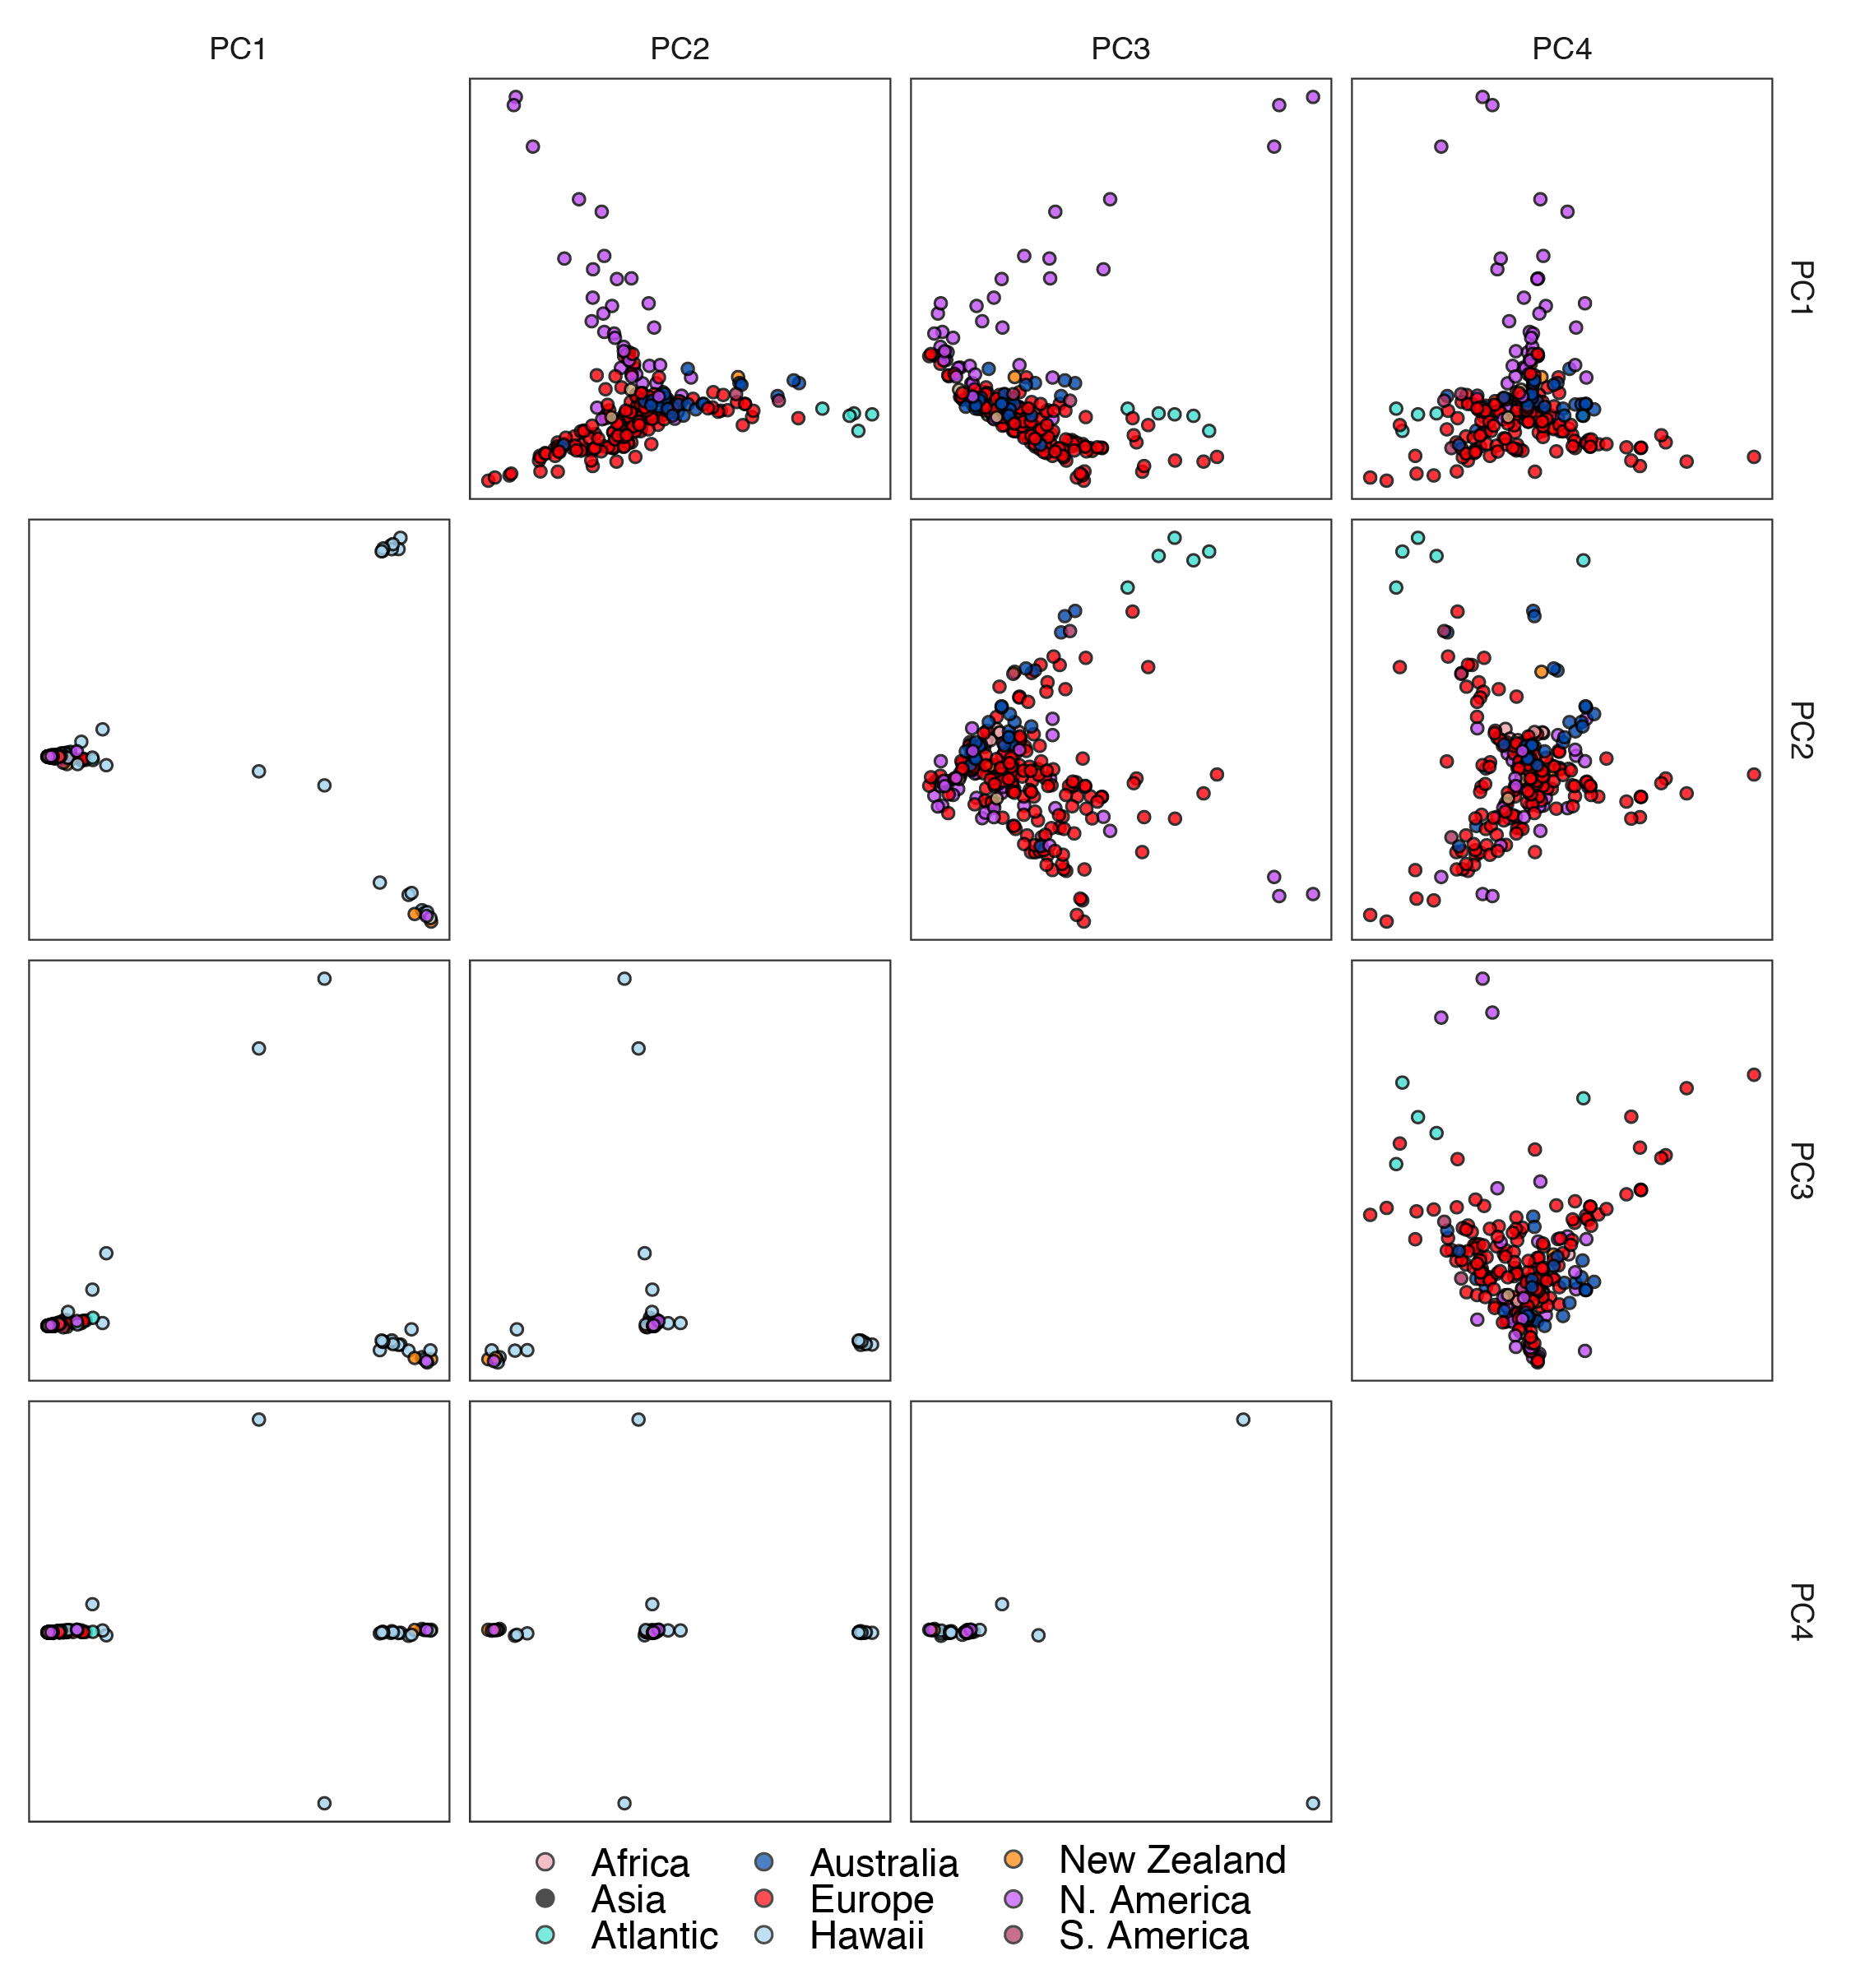 PC1 PC2 PC3 PC4
PC1
PC2
PC3
PC4
Africa Australia New Zealand
Asia Europe N. America
Atlantic Hawaii S. America